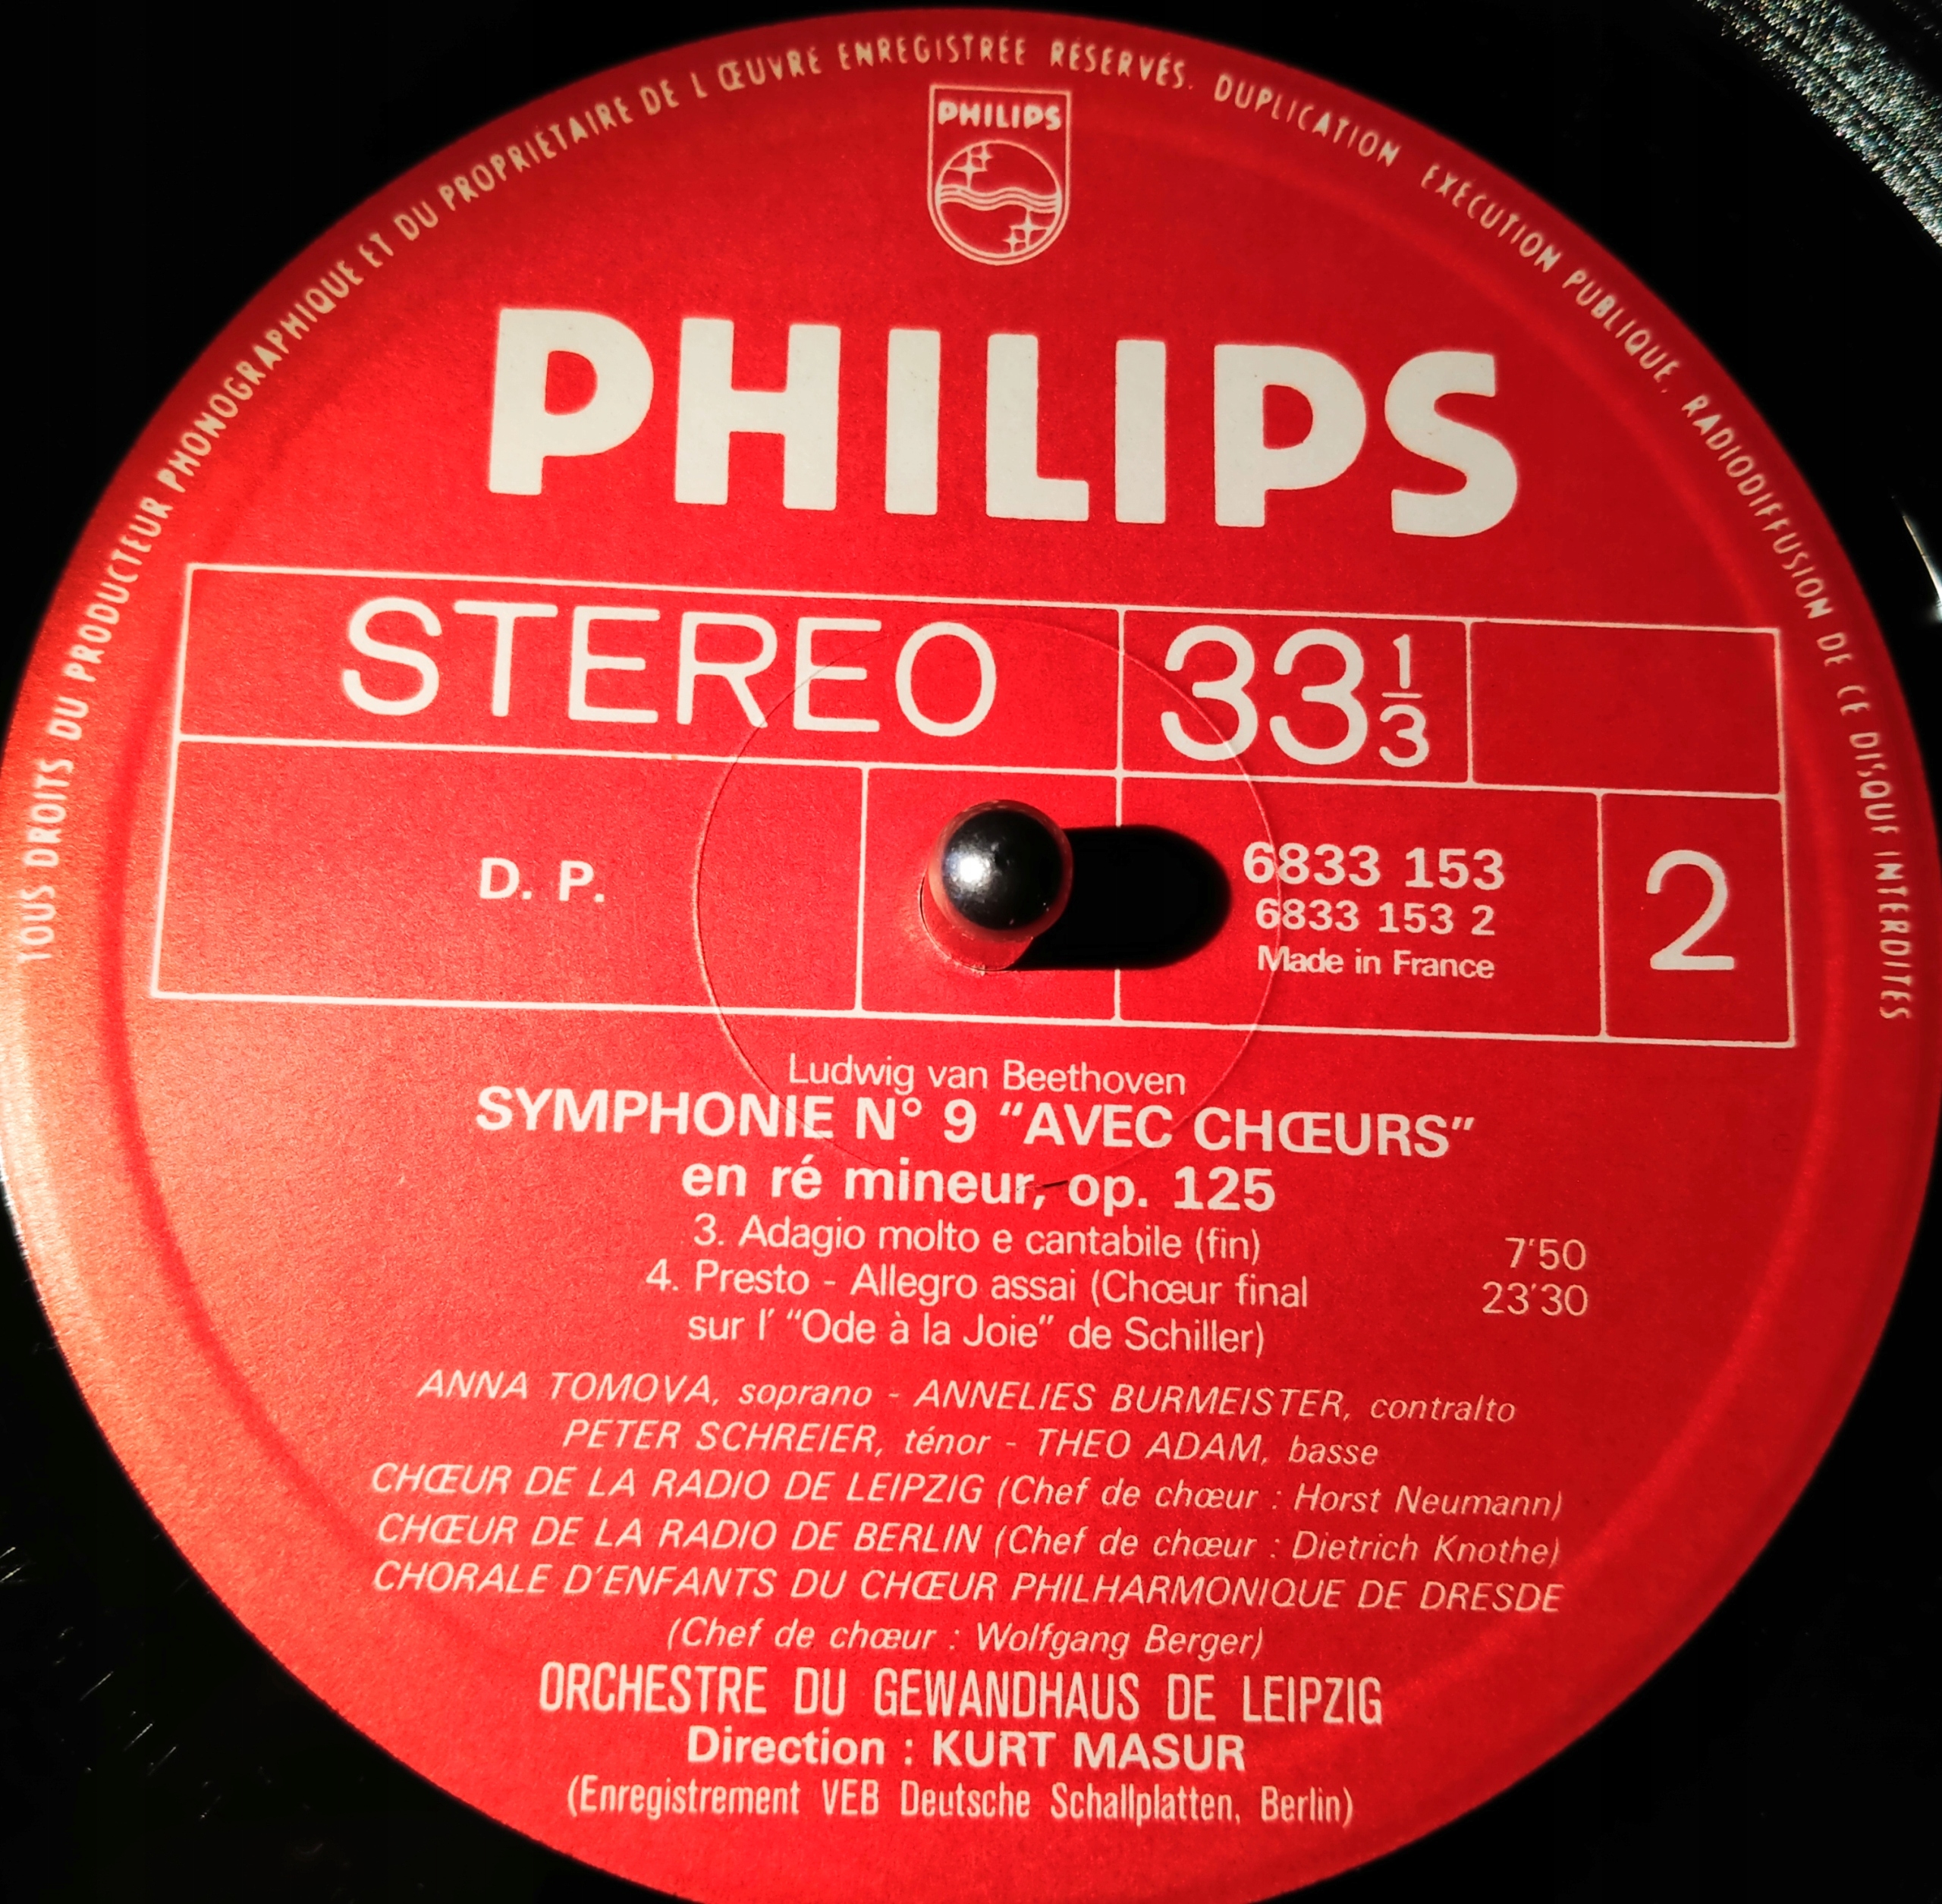 TOUS DROITS DU PRODUCTEUR PHONOGRAPHIQUE ET DU PROPRIÉTAIRE DE L ŒUVRE ENREGISTRÉE RÉSERVÉS. DUPLICATION EXÉCUTION PUBLIQUE, RADIODIFFUSION DE CE DISQUE INTERDITES
PHILIPS
PHILIPS
STEREO 33 1/3
D. P.
6833 153
6833 153 2
Made in France
2
Ludwig van Beethoven
SYMPHONIE N° 9 “AVEC CHŒURS”
en ré mineur, op. 125
3. Adagio molto e cantabile (fin) 7'50
4. Presto - Allegro assai (Chœur final 23'30
sur l' “Ode à la Joie” de Schiller)
ANNA TOMOVA, soprano - ANNELIES BURMEISTER, contralto
PETER SCHREIER, ténor - THEO ADAM, basse
CHŒUR DE LA RADIO DE LEIPZIG (Chef de chœur : Horst Neumann)
CHŒUR DE LA RADIO DE BERLIN (Chef de chœur : Dietrich Knothe)
CHORALE D'ENFANTS DU CHŒUR PHILHARMONIQUE DE DRESDE
(Chef de chœur : Wolfgang Berger)
ORCHESTRE DU GEWANDHAUS DE LEIPZIG
Direction : KURT MASUR
(Enregistrement VEB Deutsche Schallplatten, Berlin)